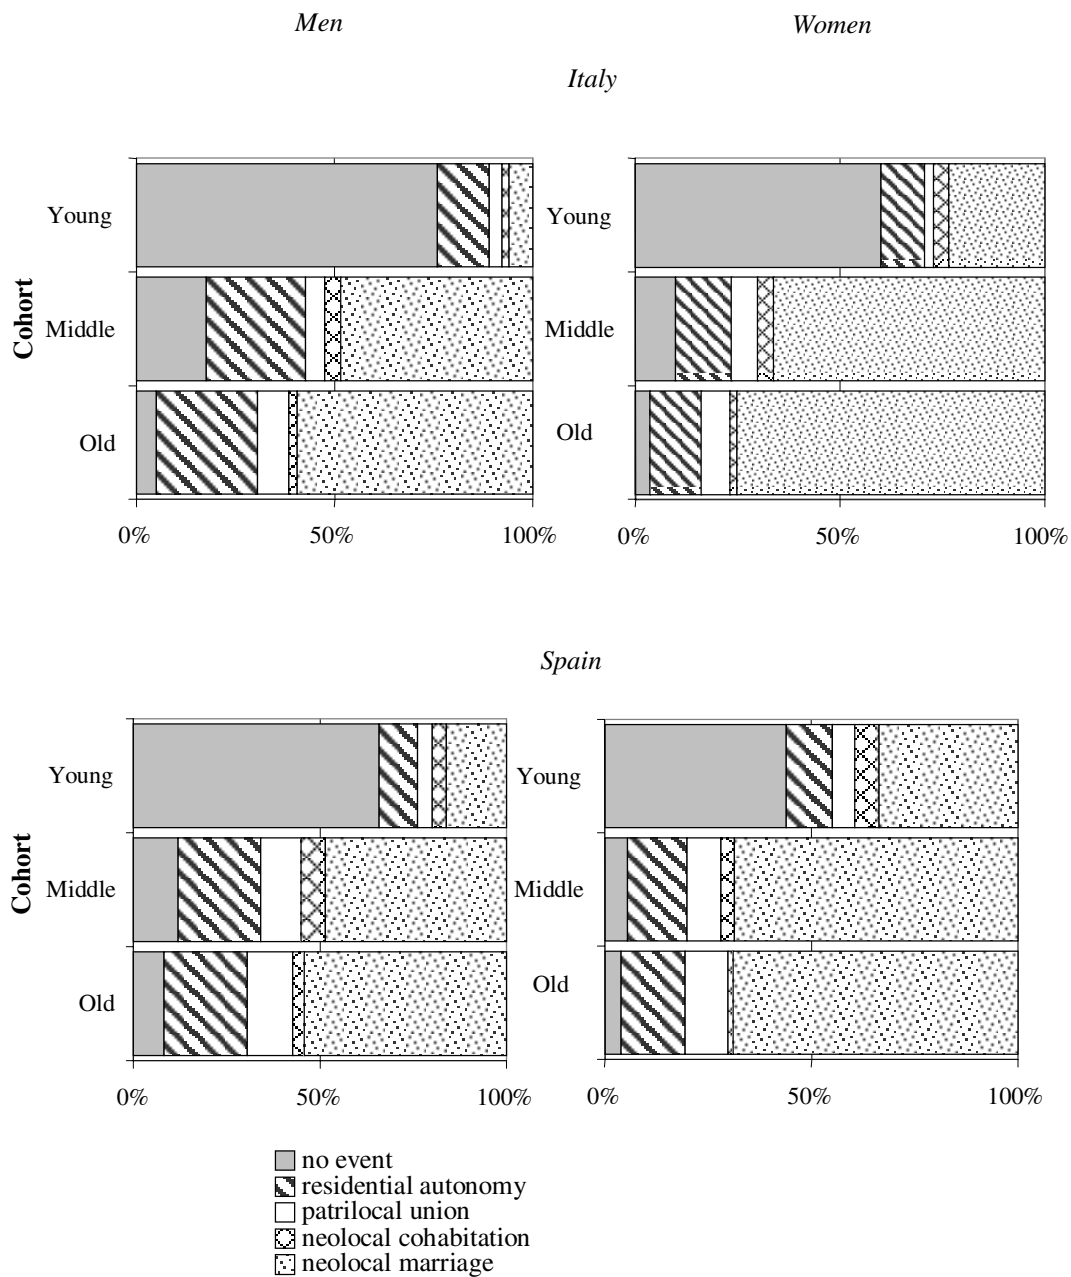 Men
Women
Italy
Cohort
Young
Middle
Old
0%
50%
100%
Young
Middle
Old
0%
50%
100%
Spain
Cohort
Young
Middle
Old
0%
50%
100%
Young
Middle
Old
0%
50%
100%
no event
residential autonomy
patrilocal union
neolocal cohabitation
neolocal marriage